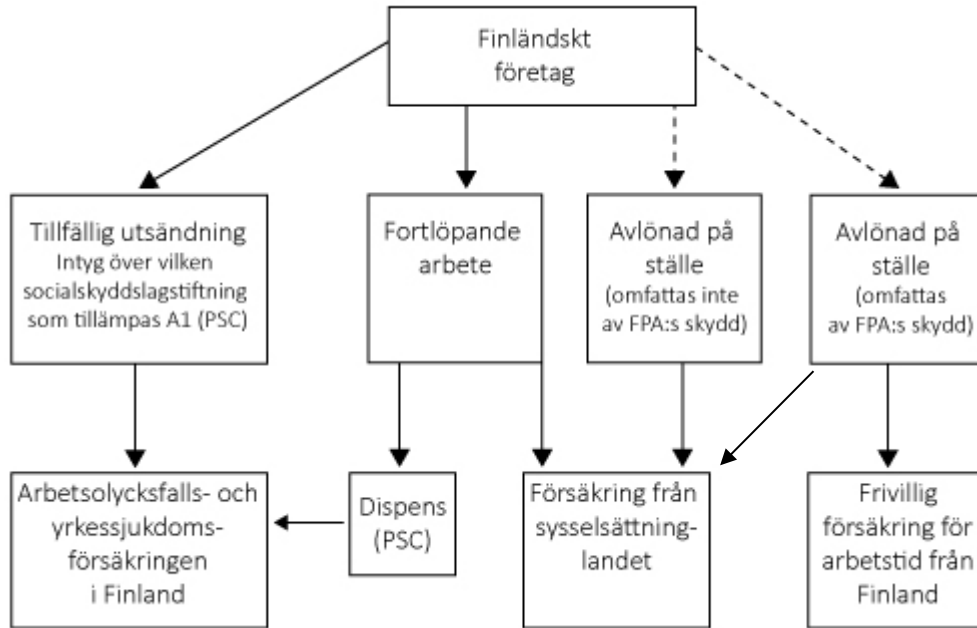 Finländskt
företag
Tillfällig utsändning
Intyg över vilken
socialskyddslagstiftning
som tillämpas A1 (PSC)
Fortlöpande
arbete
Avlönad på
ställe
(omfattas inte
av FPA:s skydd)
Avlönad på
ställe
(omfattas
av FPA:s skydd)
Arbetsolycksfalls- och
yrkessjukdoms-
försäkringen
i Finland
Dispens
(PSC)
Försäkring från
sysselsättning-
landet
Frivillig
försäkring för
arbetstid från
Finland